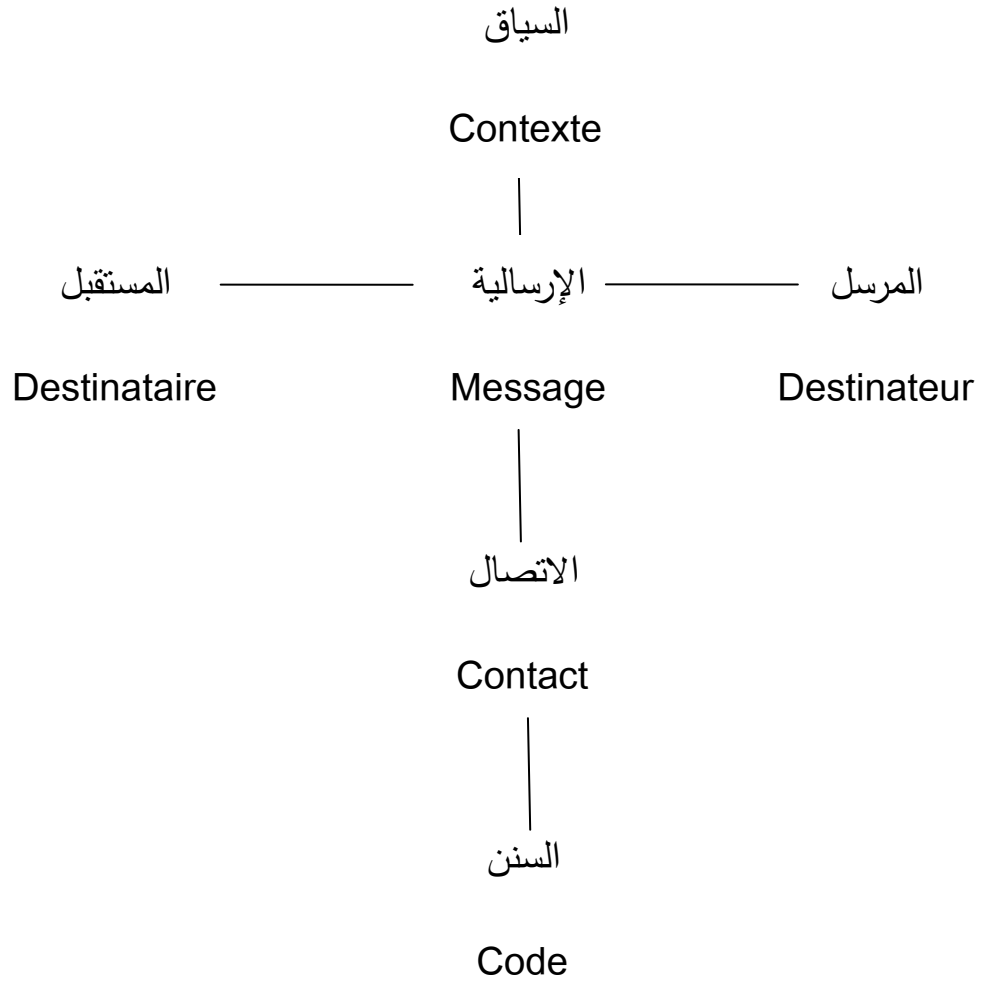 السياق
Contexte
المرسل الإرسالية المستقبل
Destinataire Message Destinateur
الاتصال
Contact
السنن
Code